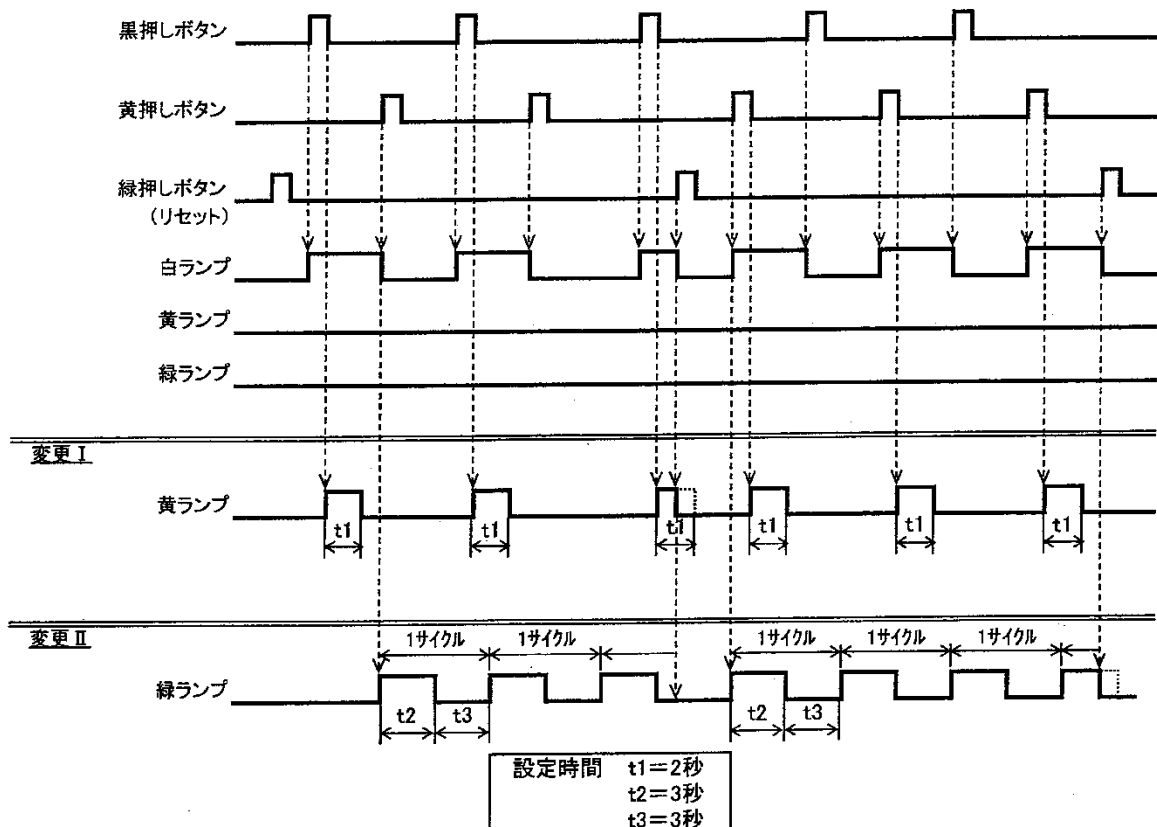 黒押しボタン
黄押しボタン
緑押しボタン
(リセット)
白ランプ
黄ランプ
緑ランプ
変更Ⅰ
黄ランプ
t1 t1 t1 t1 t1 t1
変更Ⅱ
1サイクル 1サイクル 1サイクル 1サイクル 1サイクル
緑ランプ
t2 t3 t2 t3
設定時間 t1=2秒
t2=3秒
t3=3秒